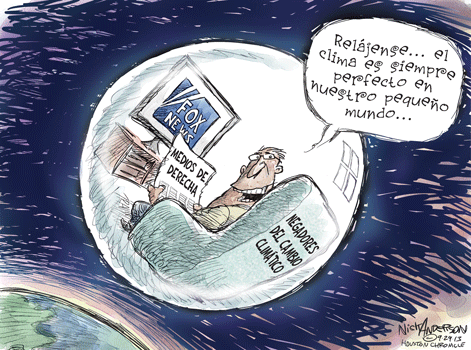 Relájense... el
clima es siempre
perfecto en
nuestro pequeño
mundo...
FOX
NEWS
MEDIOS DE
DERECHA
NEGADORES
DEL CAMBIO
CLIMÁTICO
NICK ANDERSON
©9·29·13
HOUSTON CHRONICLE